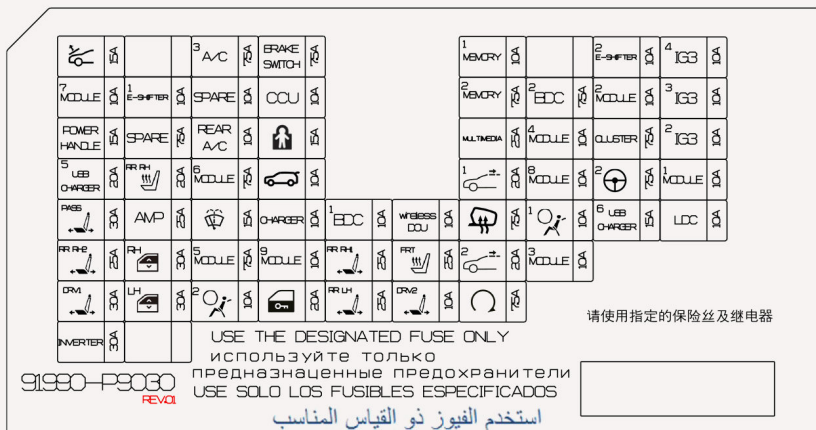 15A 3 A/C 7.5A BRAKE SWITCH 7.5A 1 MEMORY 10A 2 E-SHIFTER 10A 4 IG3 10A
7 MODULE 10A 1 E-SHIFTER 10A SPARE 10A CCU 10A 2 MEMORY 7.5A 2 BDC 7.5A 2 MODULE 10A 3 IG3 10A
POWER HANDLE 15A SPARE 7.5A REAR A/C 10A 15A MULTIMEDIA 25A 4 MODULE 10A CLUSTER 7.5A 2 IG3 10A
5 USB CHARGER 20A RR RH 20A 6 MODULE 7.5A 10A 1 20A 8 MODULE 10A 2 15A 1 MODULE 10A
PASS 30A AMP 25A 15A CHARGER 10A 1 BDC 10A wireless DCU 10A 7.5A 1 10A 6 USB CHARGER 15A LDC 10A
RR RH2 25A RH 30A 5 MODULE 10A 9 MODULE 10A RR RH1 25A FRT 20A 2 20A 3 MODULE 10A
DRV1 30A LH 30A 2 10A 20A RR LH 25A DRV2 10A 7.5A
INVERTER 30A
请使用指定的保险丝及继电器
USE THE DESIGNATED FUSE ONLY
используйте только
предназнаценные предохранители
91990-P9030
REV.01
USE SOLO LOS FUSIBLES ESPECIFICADOS
استخدم الفيوز ذو القياس المناسب